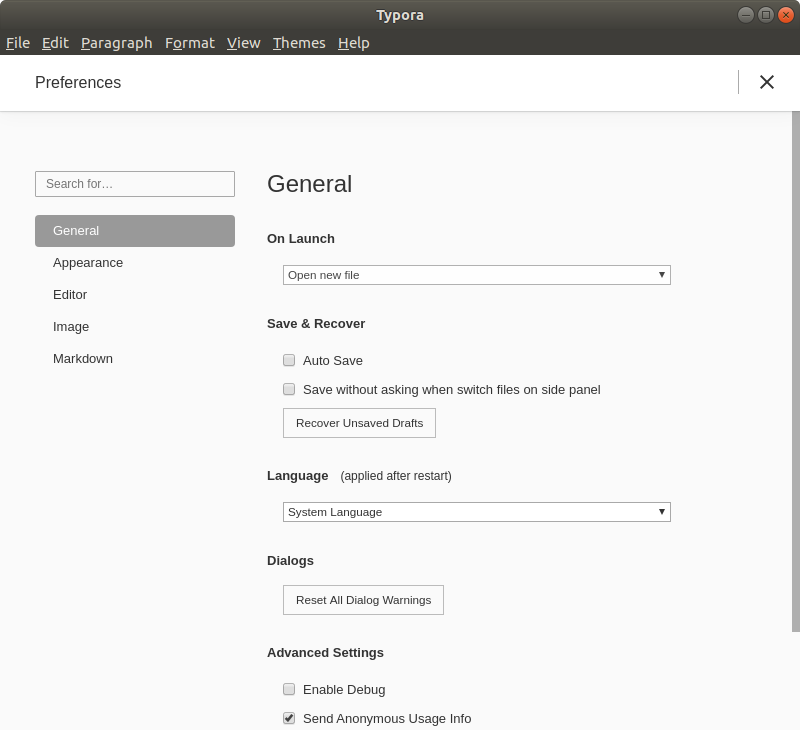 Typora
File Edit Paragraph Format View Themes Help
Preferences
Search for…
General
Appearance
Editor
Image
Markdown
General
On Launch
Open new file
Save & Recover
Auto Save
Save without asking when switch files on side panel
Recover Unsaved Drafts
Language (applied after restart)
System Language
Dialogs
Reset All Dialog Warnings
Advanced Settings
Enable Debug
Send Anonymous Usage Info